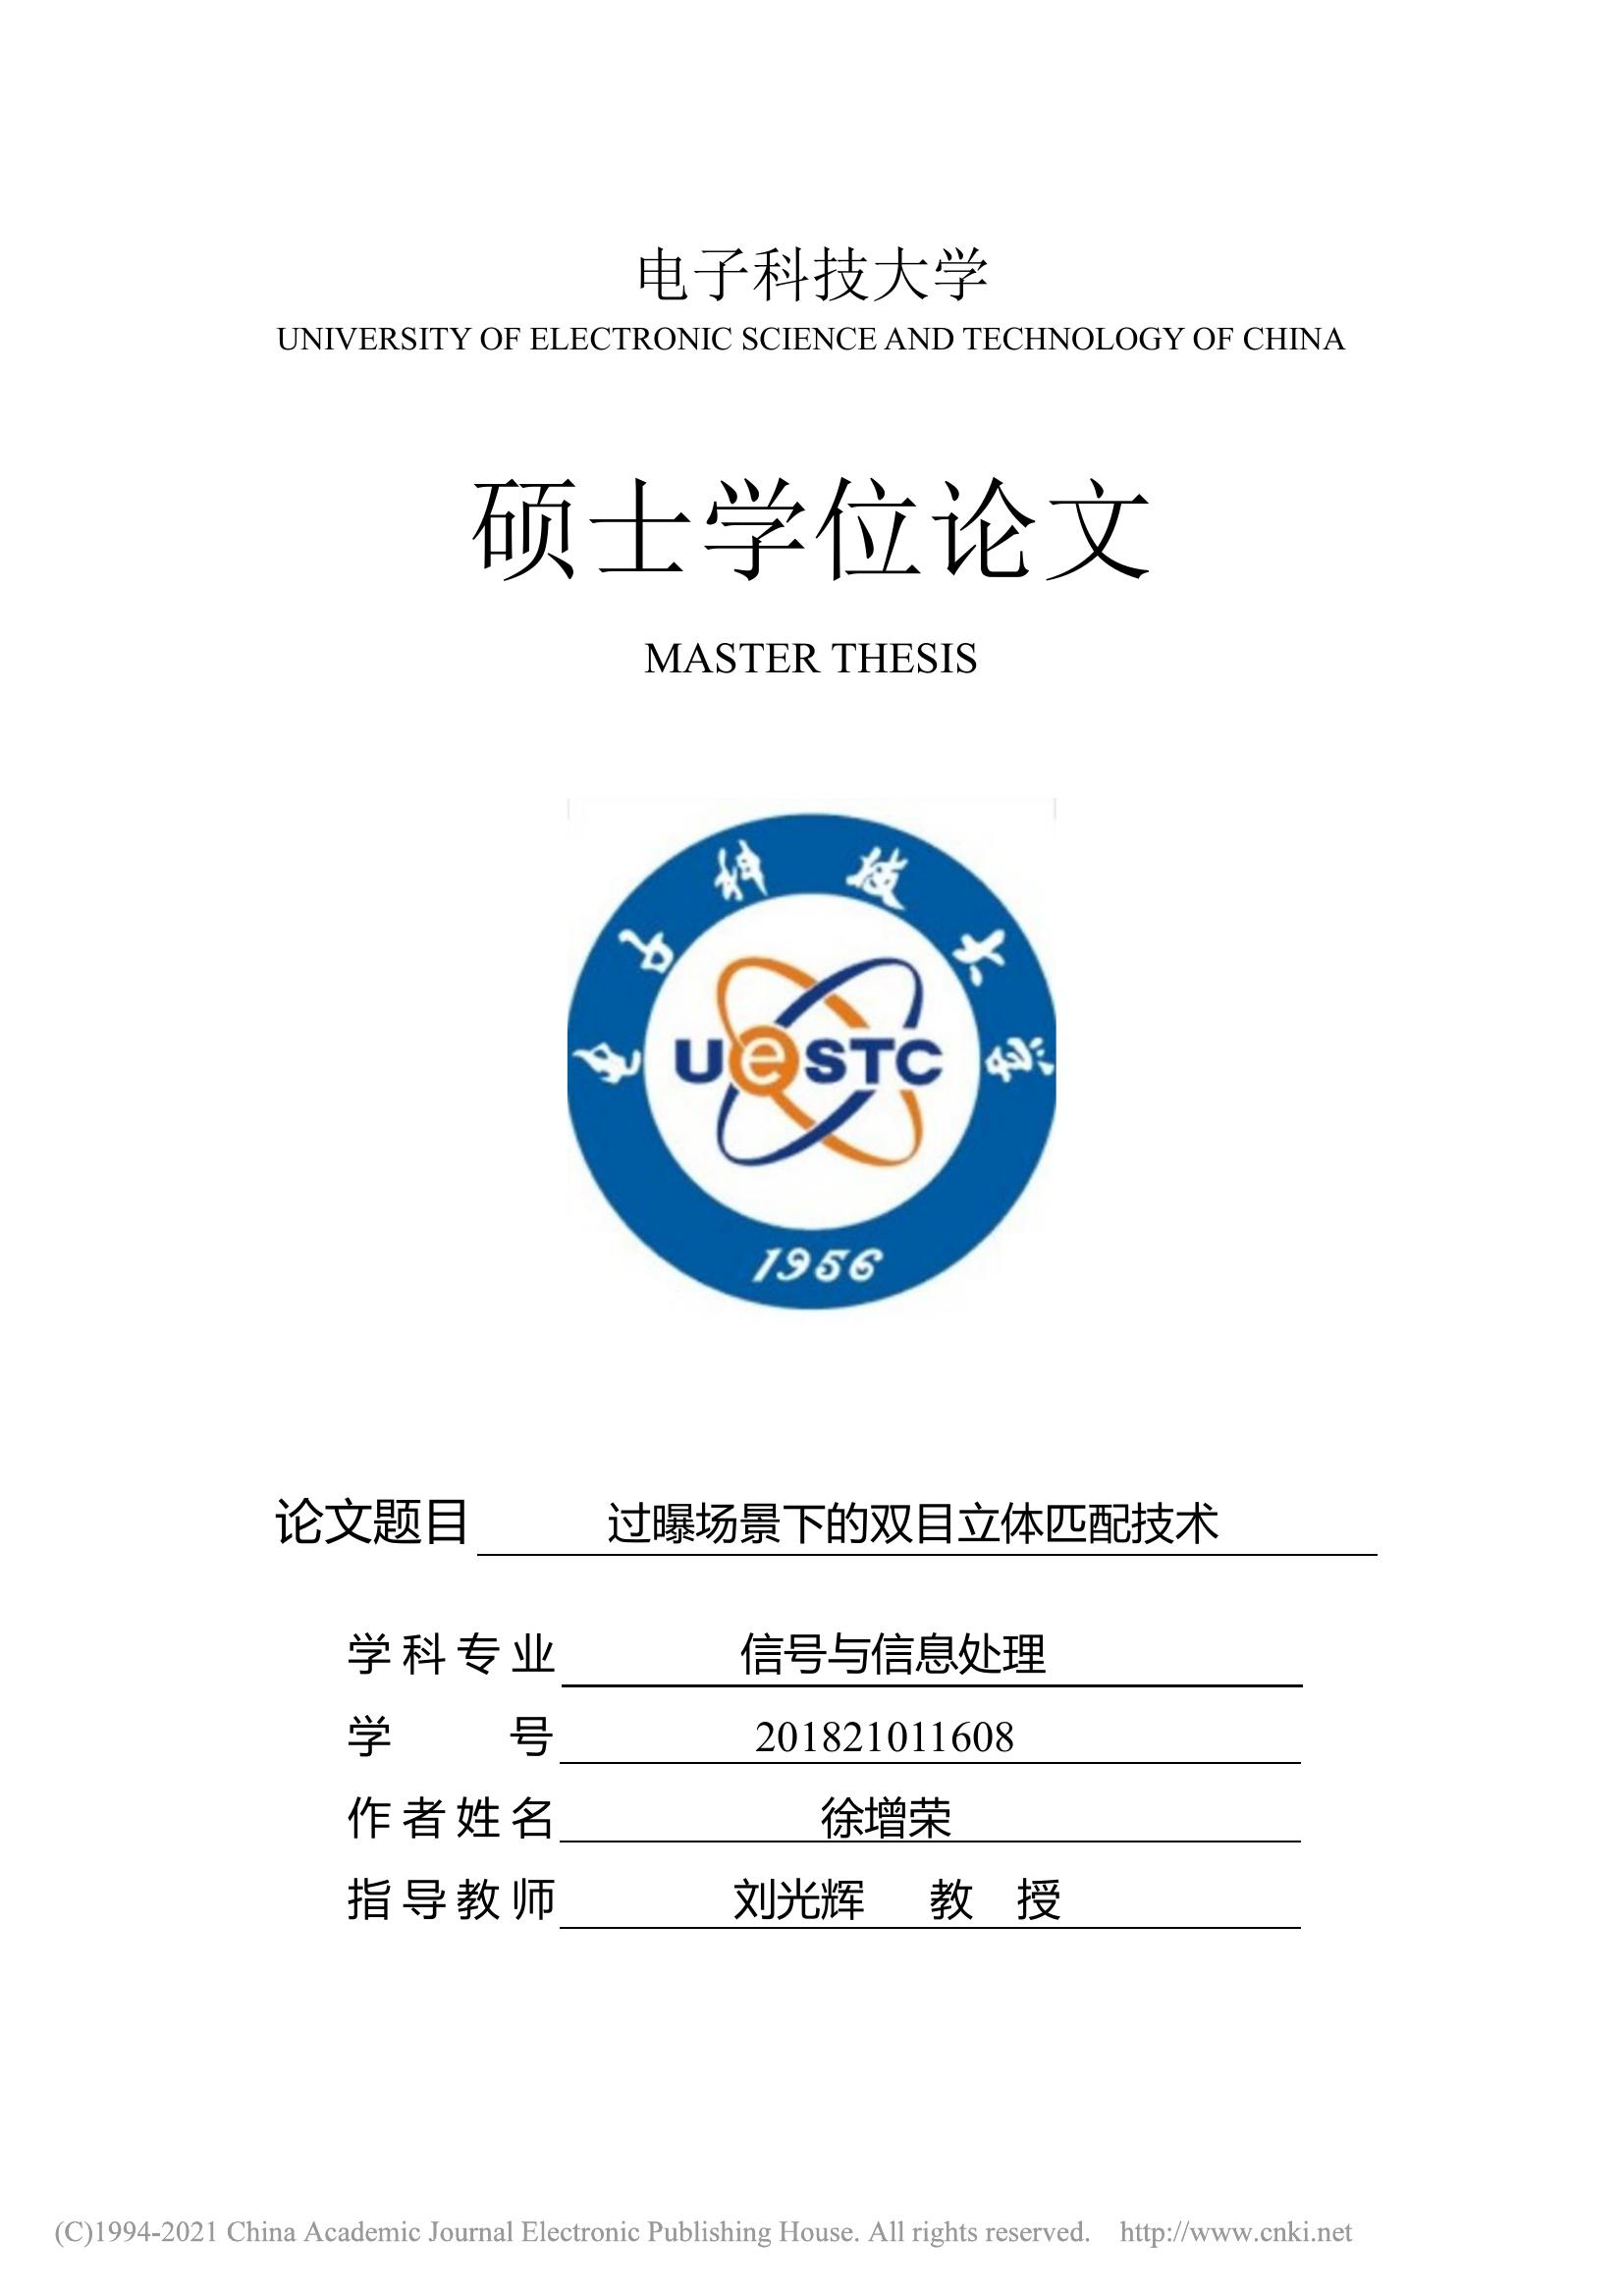 电子科技大学
UNIVERSITY OF ELECTRONIC SCIENCE AND TECHNOLOGY OF CHINA
硕士学位论文
MASTER THESIS
电子科技大学
UeSTC
1956
论文题目 过曝场景下的双目立体匹配技术
学科专业 信号与信息处理
学 号 201821011608
作者姓名 徐增荣
指导教师 刘光辉 教 授
(C)1994-2021 China Academic Journal Electronic Publishing House. All rights reserved. http://www.cnki.net